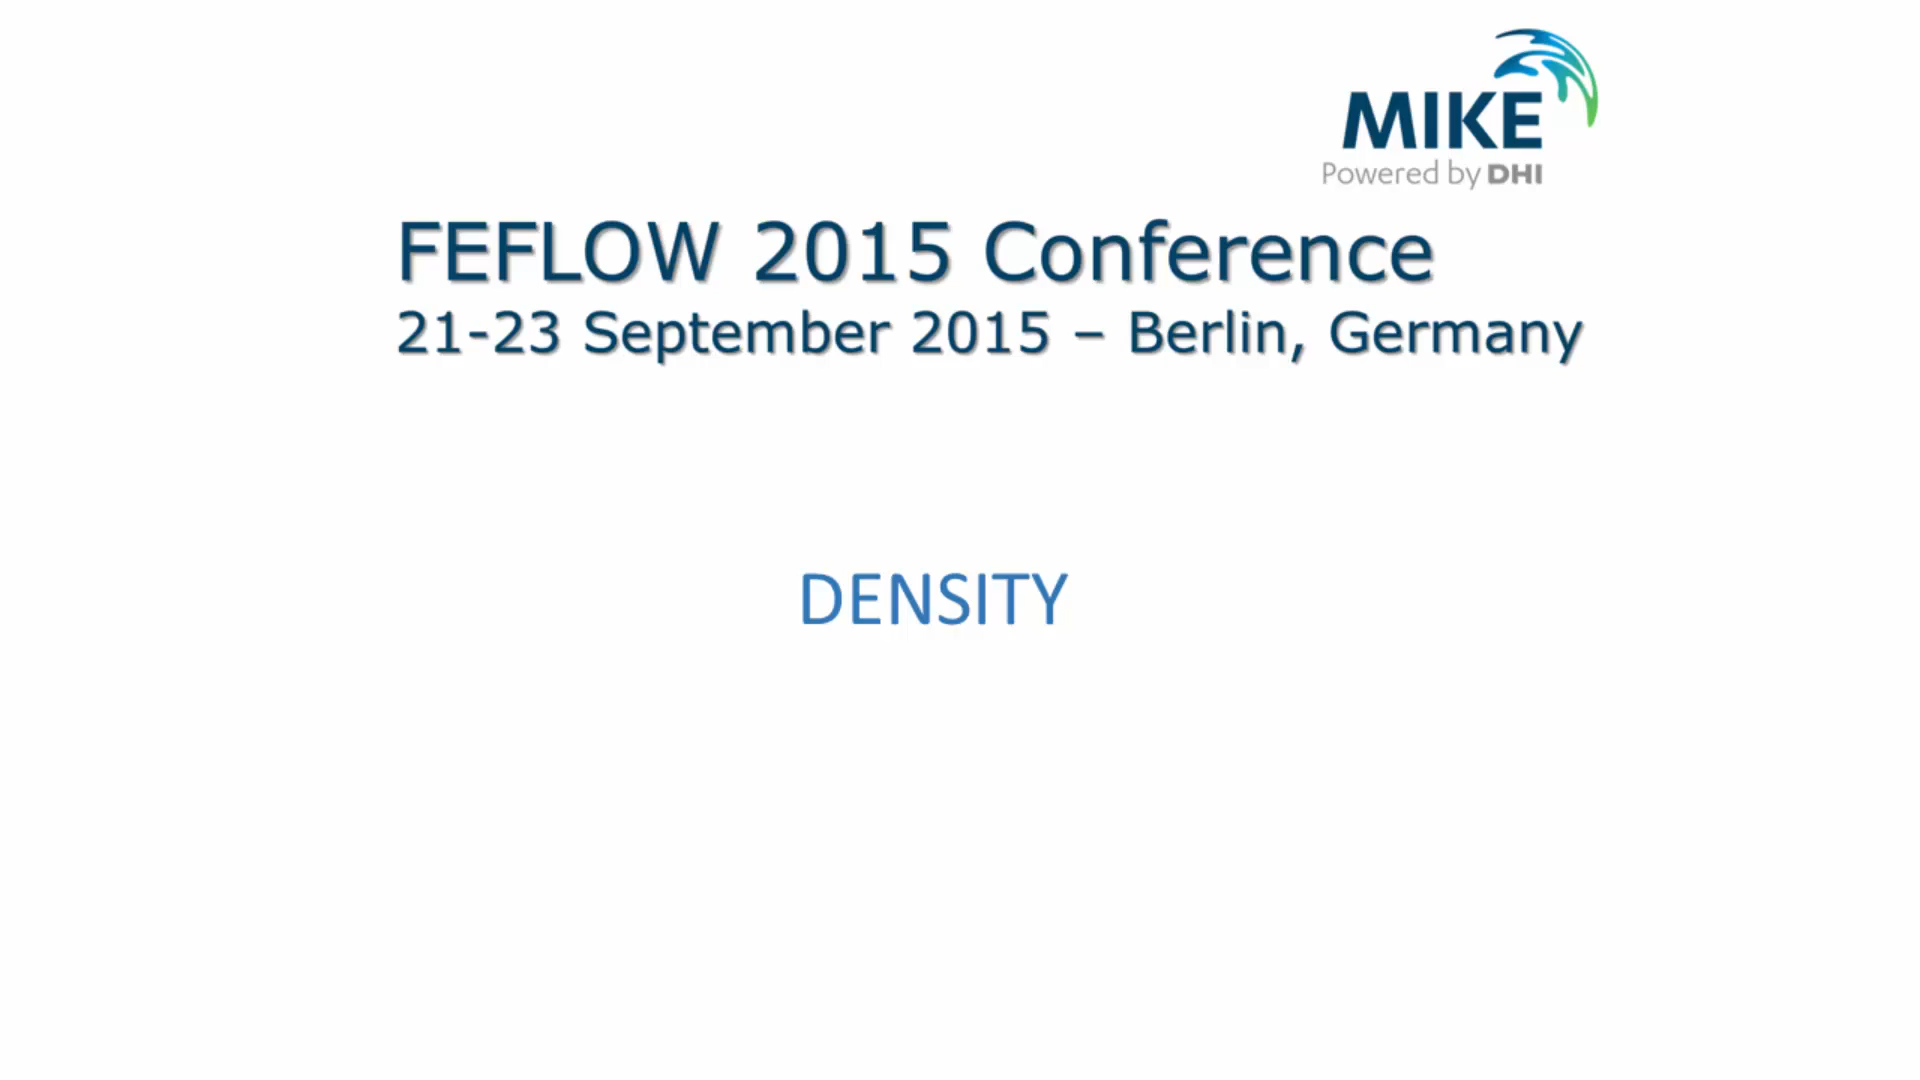 MIKE
Powered by DHI
FEFLOW 2015 Conference
21-23 September 2015 – Berlin, Germany
DENSITY